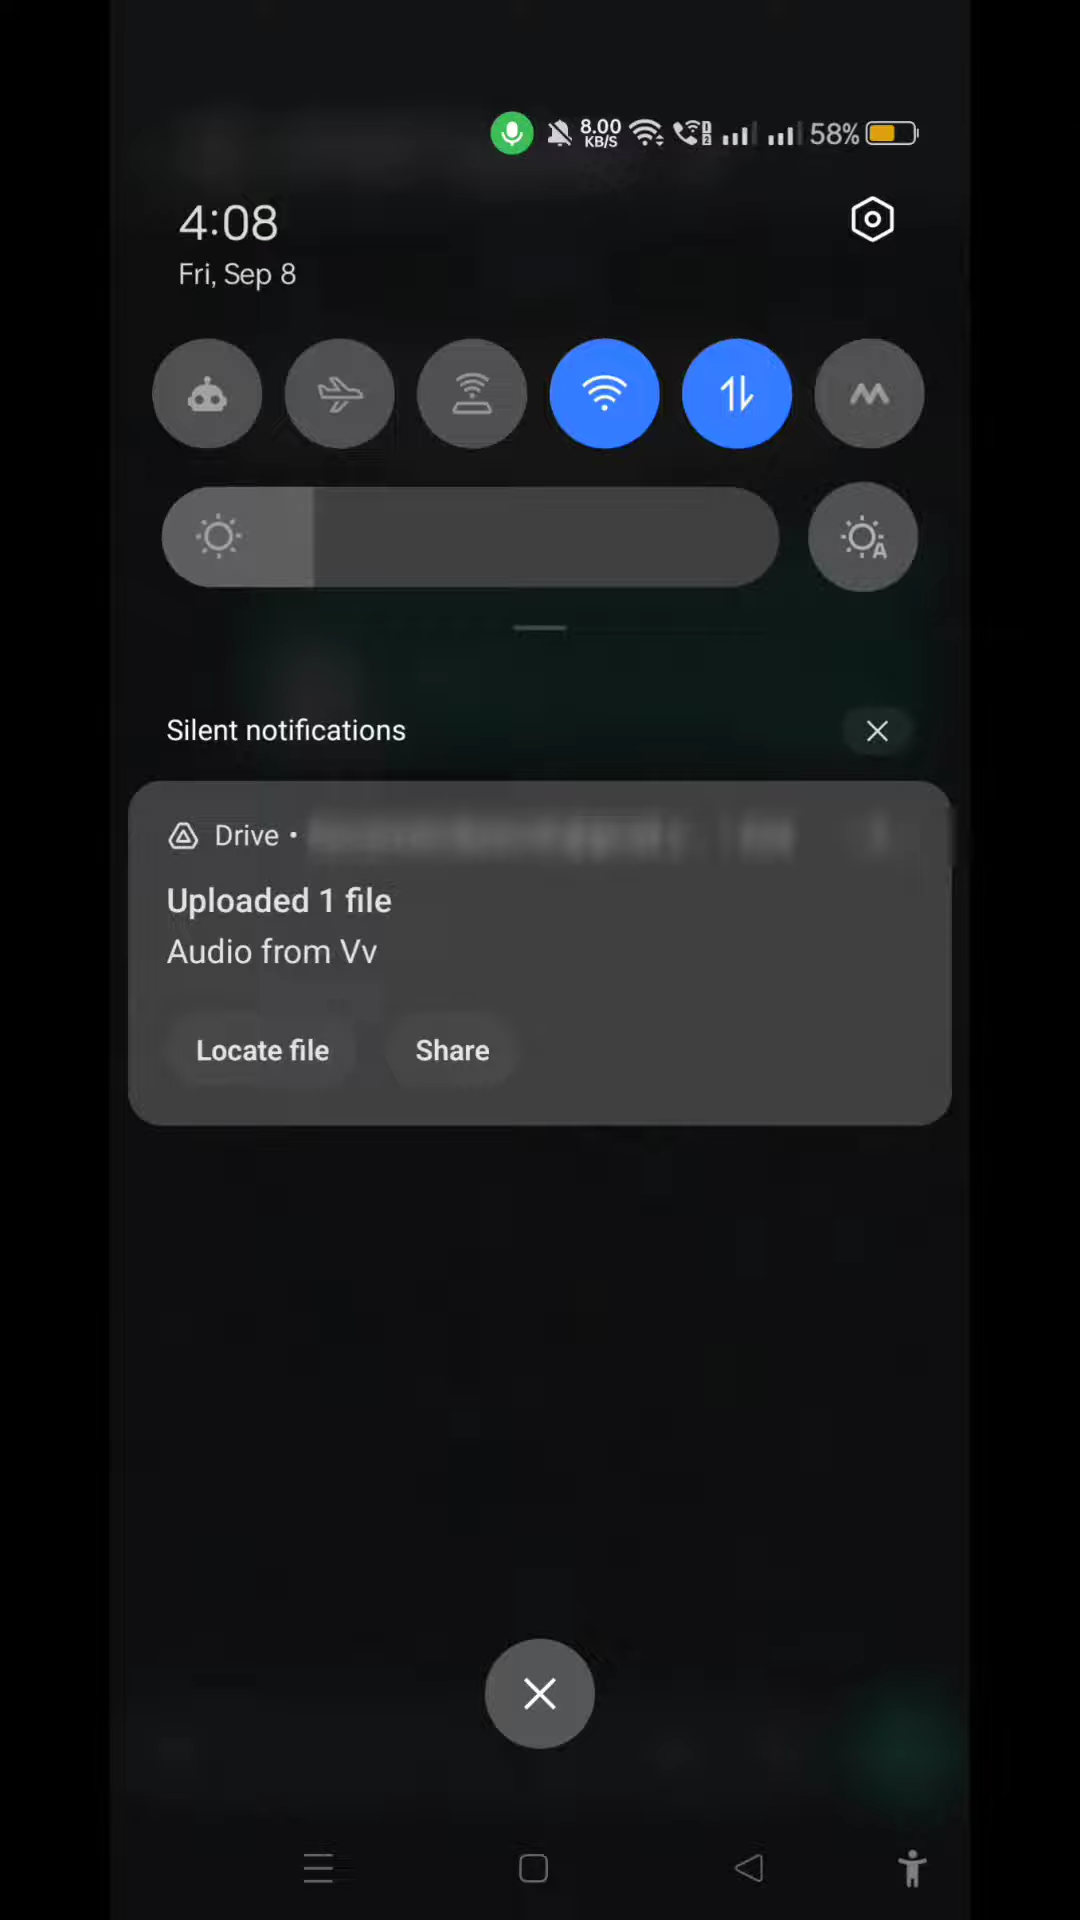 8.00
KB/S
58%
4:08
Fri, Sep 8
A
Silent notifications
Drive •
Uploaded 1 file
Audio from Vv
Locate file
Share